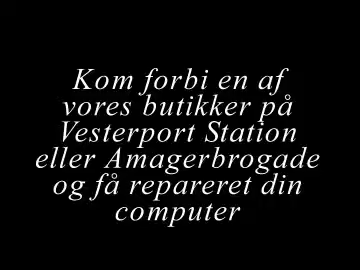 Kom forbi en af
vores butikker på
Vesterport Station
eller Amagerbrogade
og få repareret din
computer